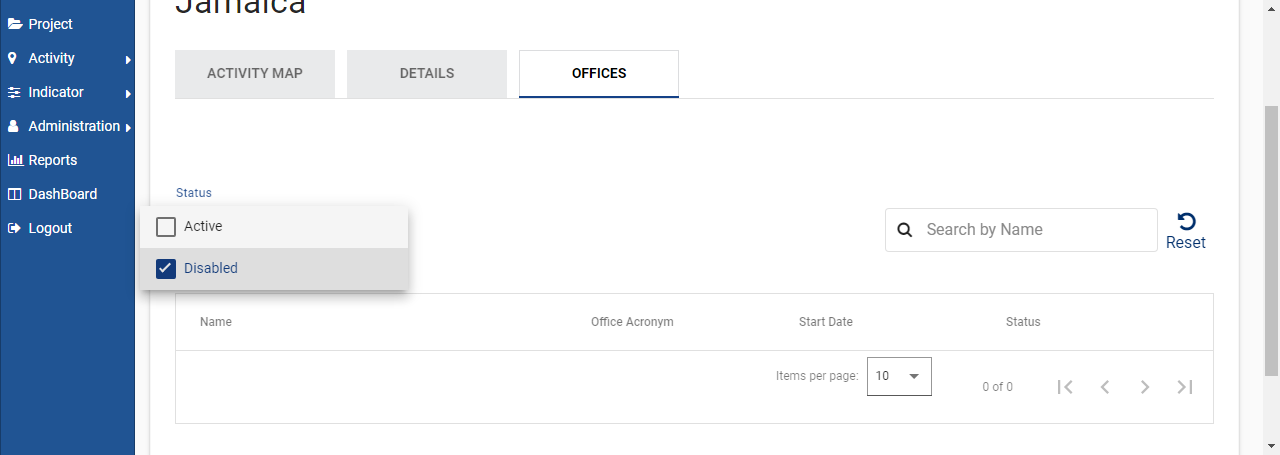 Jamaica
Project
Activity
Indicator
Administration
Reports
DashBoard
Logout
ACTIVITY MAP
DETAILS
OFFICES
Status
Active
Disabled
Search by Name
Reset
Name
Office Acronym
Start Date
Status
Items per page:
10
0 of 0